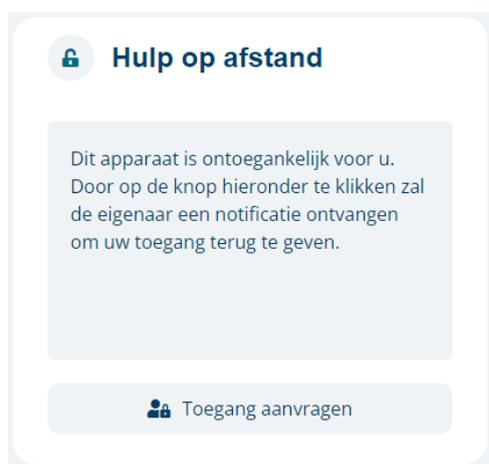 Hulp op afstand
Dit apparaat is ontoegankelijk voor u.
Door op de knop hieronder te klikken zal
de eigenaar een notificatie ontvangen
om uw toegang terug te geven.
Toegang aanvragen